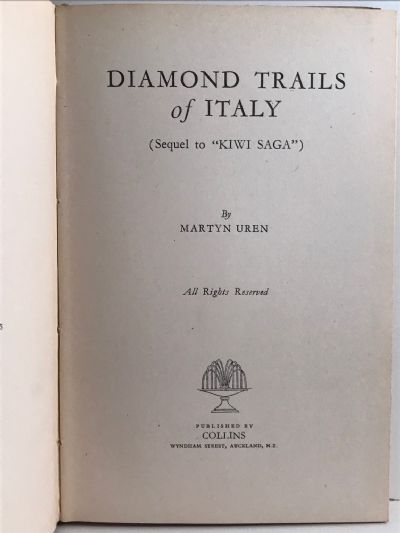 DIAMOND TRAILS
of ITALY
(Sequel to "KIWI SAGA")
By
MARTYN UREN
All Rights Reserved
PUBLISHED BY
COLLINS
WYNDHAM STREET, AUCKLAND, N.Z.